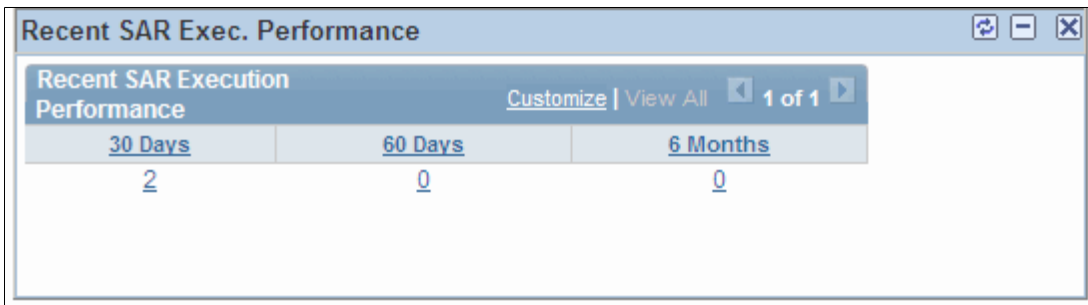 Recent SAR Exec. Performance
Recent SAR Execution
Performance
Customize | View All 1 of 1
30 Days 60 Days 6 Months
2 0 0